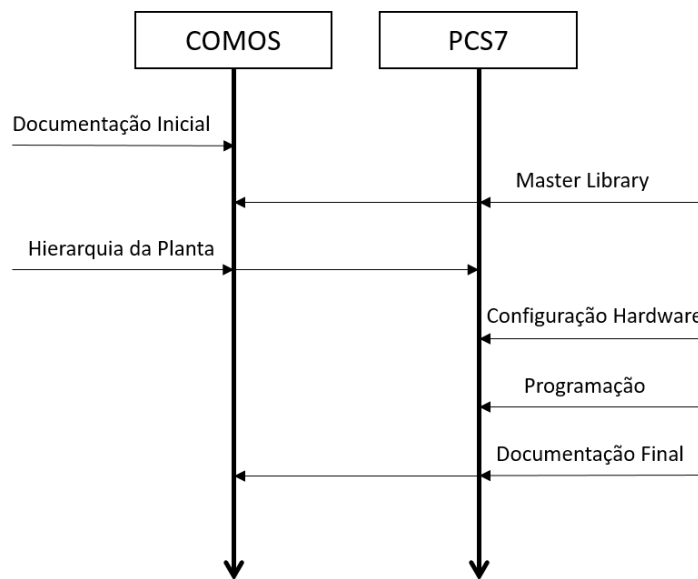 COMOS
PCS7
Documentação Inicial
Master Library
Hierarquia da Planta
Configuração Hardware
Programação
Documentação Final